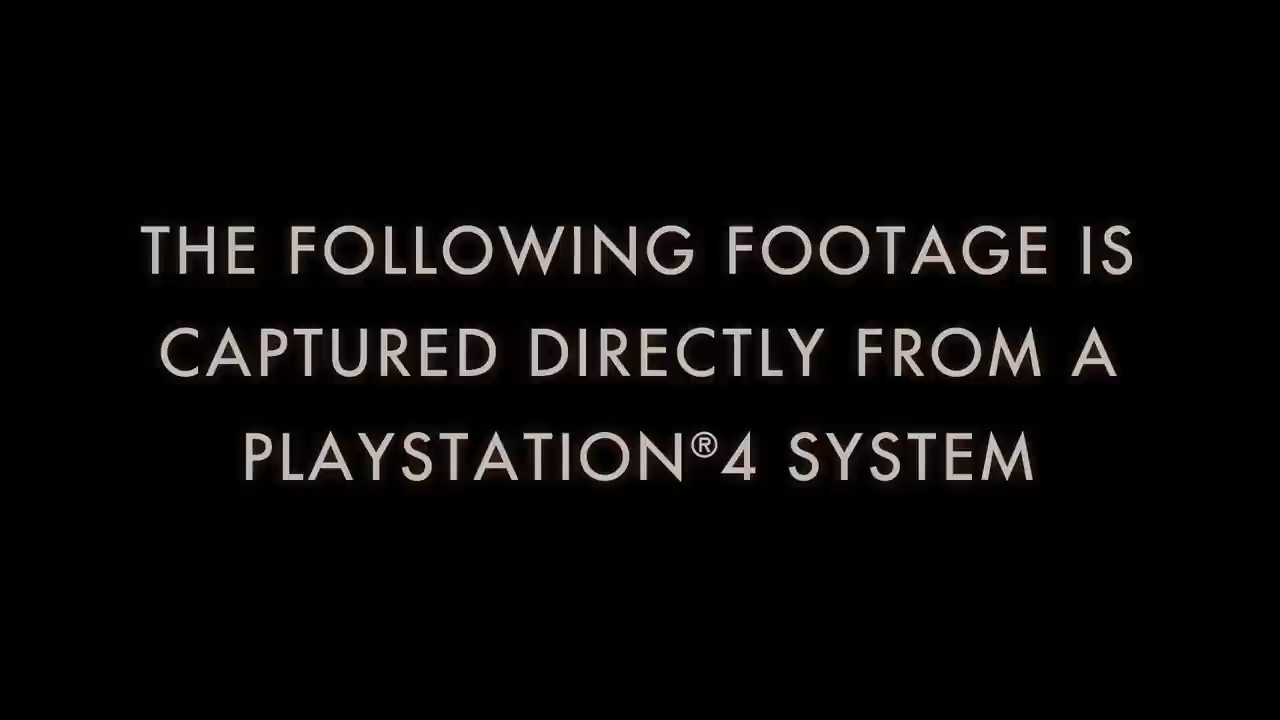 THE FOLLOWING FOOTAGE IS
CAPTURED DIRECTLY FROM A
PLAYSTATION®4 SYSTEM